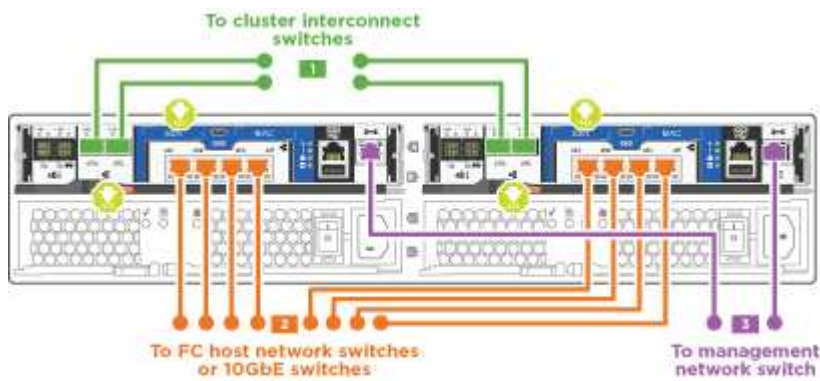 To cluster interconnect
switches
1
2
3
To FC host network switches
or 10GbE switches
To management
network switch